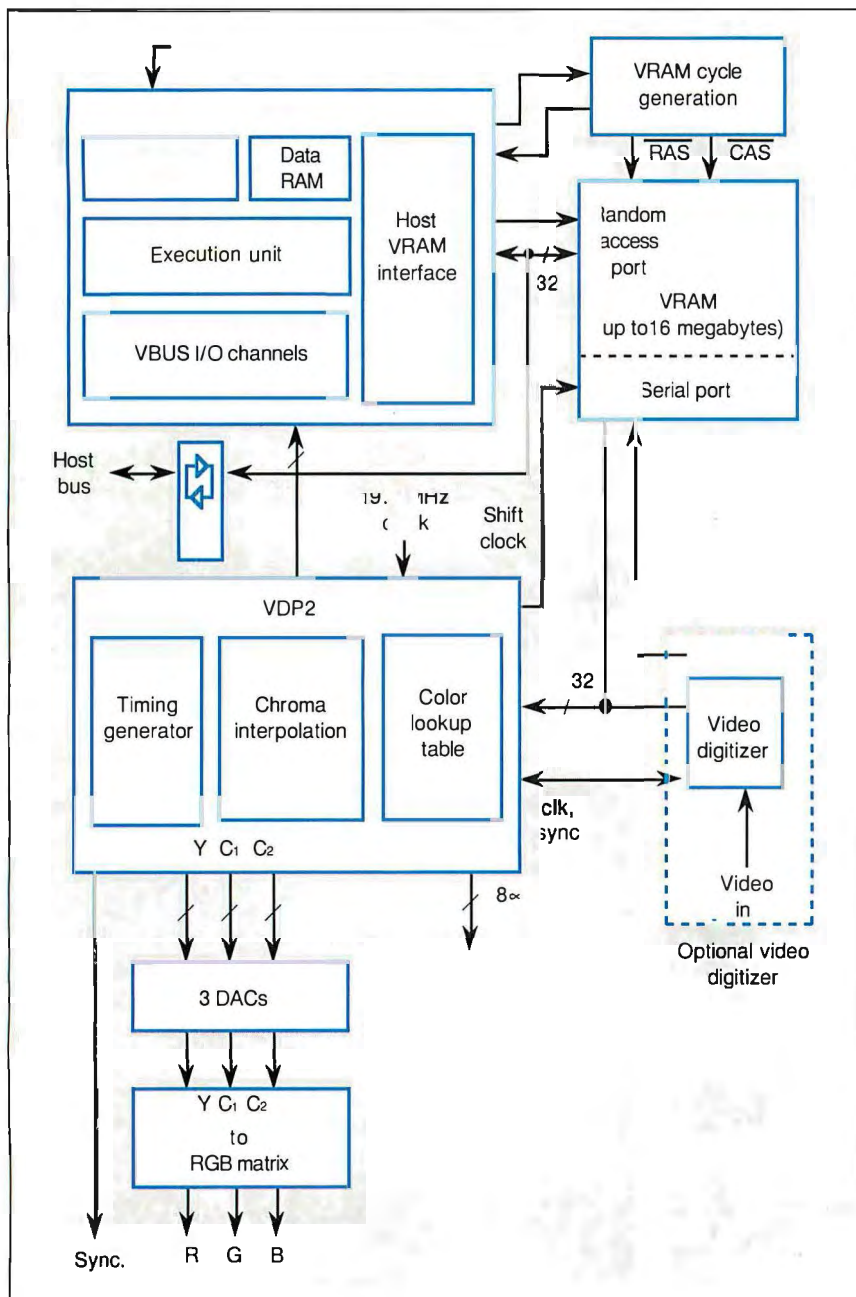 VRAM cycle
generation
RAS CAS
Data
RAM
Host
VRAM
interface
Execution unit
VBUS I/O channels
32
access
port
VRAM
up to16 megabytes)
Serial port
Host
bus
Shift
clock
VDP2
Timing
generator
Chroma
interpolation
Color
lookup
table
32
Video
digitizer
clk,
sync
Video
in
Optional video
digitizer
Y C1 C2
8∝
3 DACs
Y C1 C2
to
RGB matrix
Sync. R G B